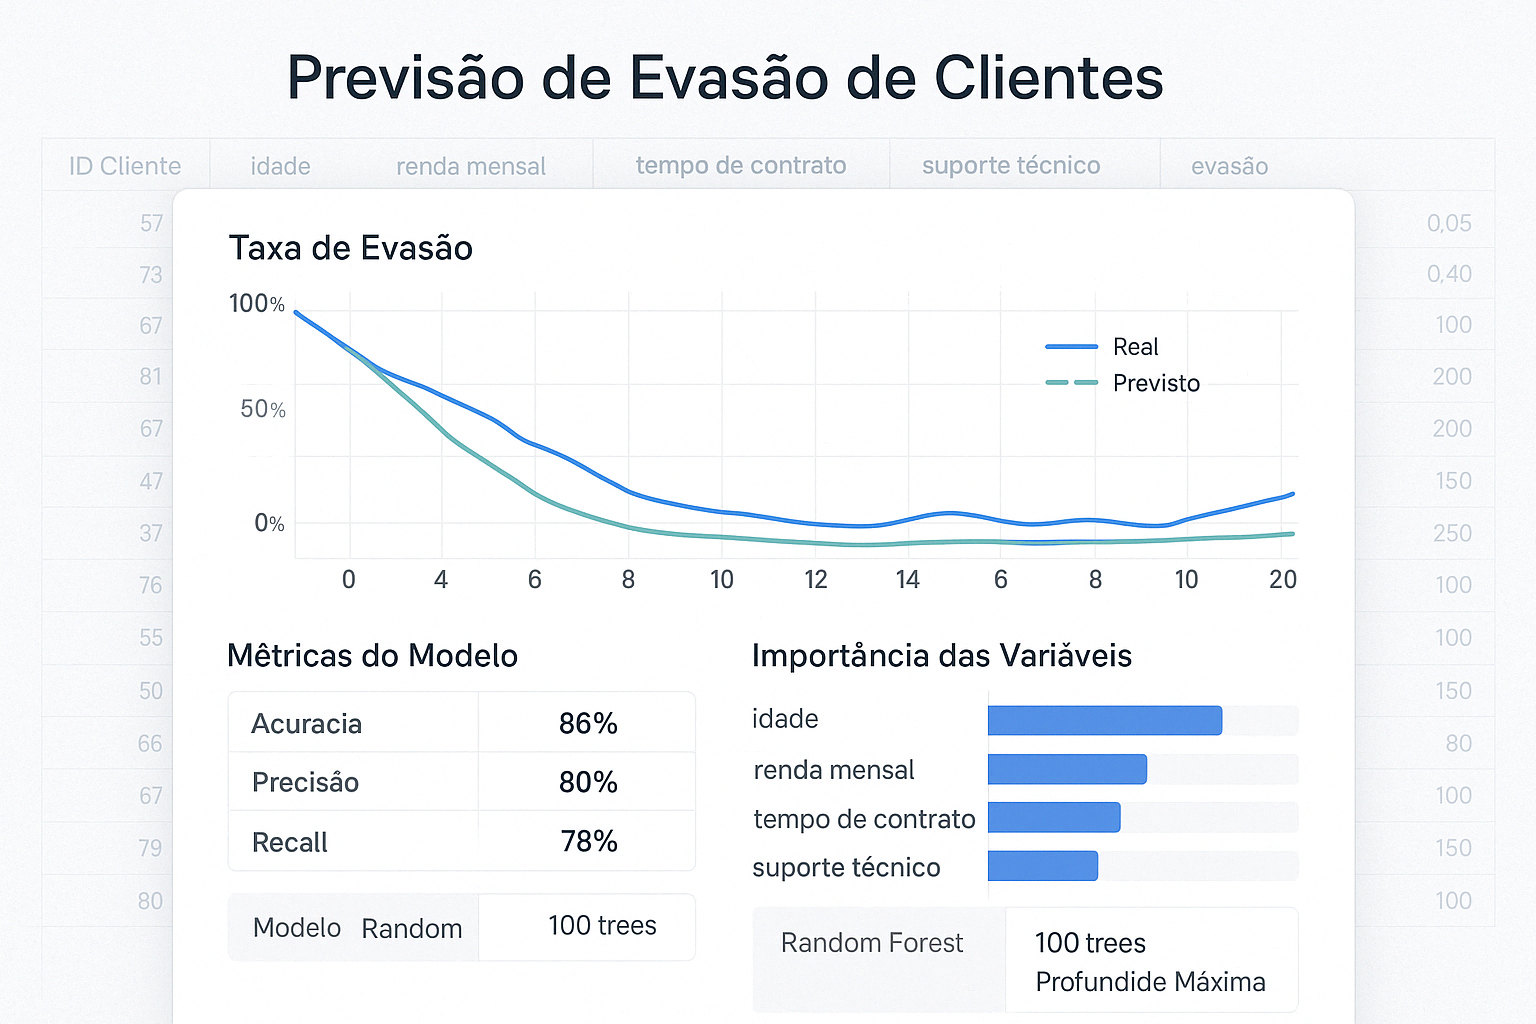 Previsão de Evasão de Clientes
ID Cliente idade renda mensal tempo de contrato suporte técnico evasão
57 0,05
73 0,40
67 100
81 200
67 200
47 150
37 250
76 100
55 100
50 150
66 80
67 100
79 150
80 100
Taxa de Evasão
100%
50%
0%
Real
Previsto
0 4 6 8 10 12 14 6 8 10 20
Mêtricas do Modelo
Acuracia 86%
Precisåo 80%
Recall 78%
Modelo Random 100 trees
Importåncia das Variǎveis
idade
renda mensal
tempo de contrato
suporte técnico
Random Forest 100 trees
Profundide Máxima